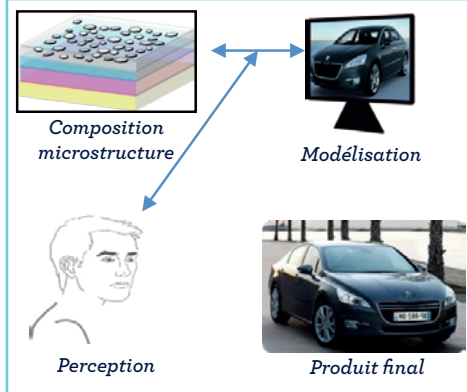 Composition
microstructure
Modélisation
Perception
Produit final